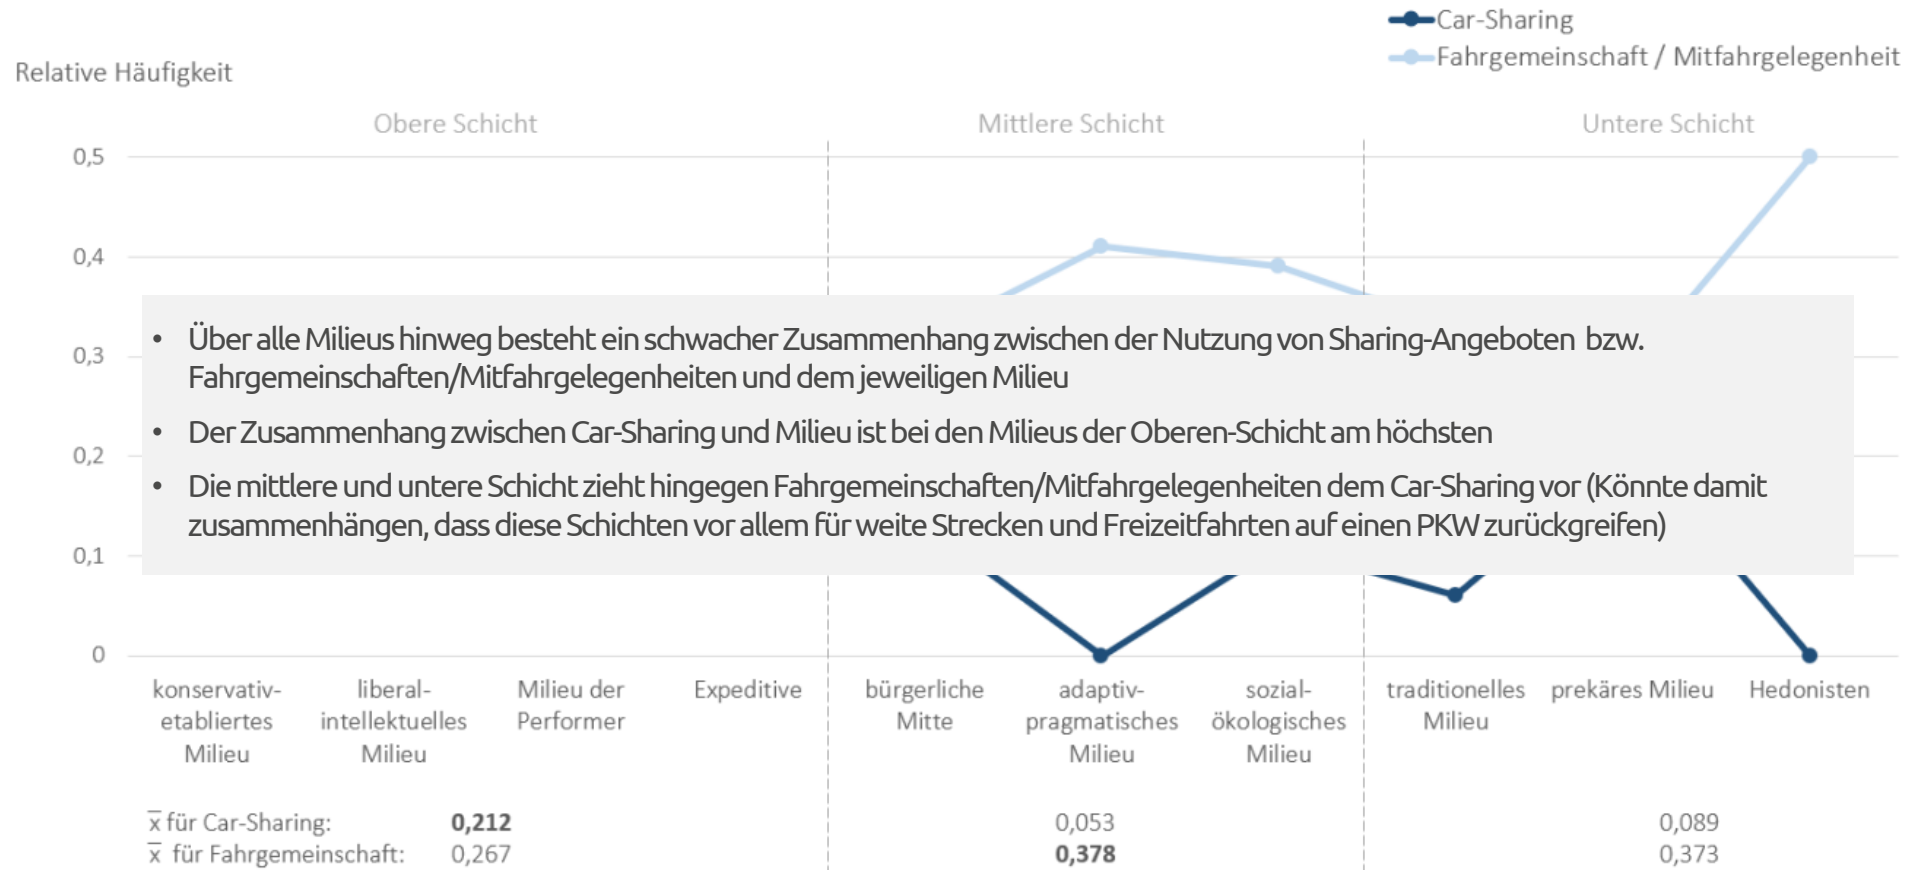 Car-Sharing
Fahrgemeinschaft / Mitfahrgelegenheit
Relative Häufigkeit
Obere Schicht
Mittlere Schicht
Untere Schicht
0,5
0,4
0,3
0,2
0,1
0
• Über alle Milieus hinweg besteht ein schwacher Zusammenhang zwischen der Nutzung von Sharing-Angeboten bzw.
Fahrgemeinschaften/Mitfahrgelegenheiten und dem jeweiligen Milieu
• Der Zusammenhang zwischen Car-Sharing und Milieu ist bei den Milieus der Oberen-Schicht am höchsten
• Die mittlere und untere Schicht zieht hingegen Fahrgemeinschaften/Mitfahrgelegenheiten dem Car-Sharing vor (Könnte damit
zusammenhängen, dass diese Schichten vor allem für weite Strecken und Freizeitfahrten auf einen PKW zurückgreifen)
konservativ-
etabliertes
Milieu
liberal-
intellektuelles
Milieu
Milieu der
Performer
Expeditive
bürgerliche
Mitte
adaptiv-
pragmatisches
Milieu
sozial-
ökologisches
Milieu
traditionelles
Milieu
prekäres Milieu
Hedonisten
x̅ für Car-Sharing: 0,212 0,053 0,089
x̅ für Fahrgemeinschaft: 0,267 0,378 0,373